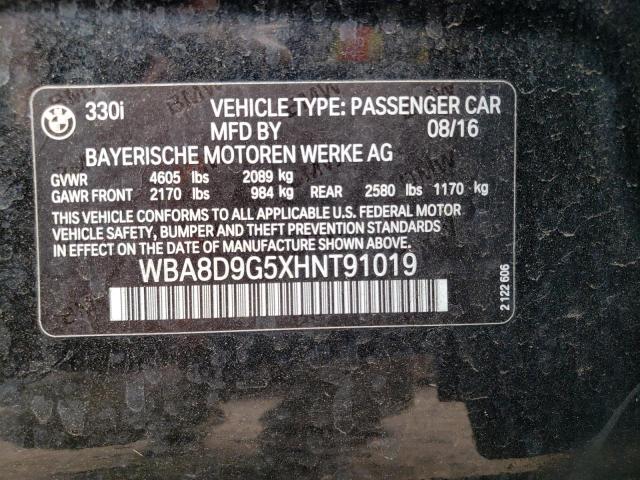 330i VEHICLE TYPE: PASSENGER CAR
MFD BY 08/16
BAYERISCHE MOTOREN WERKE AG
GVWR 4605 lbs 2089 kg
GAWR FRONT 2170 lbs 984 kg REAR 2580 lbs 1170 kg
THIS VEHICLE CONFORMS TO ALL APPLICABLE U.S. FEDERAL MOTOR
VEHICLE SAFETY, BUMPER AND THEFT PREVENTION STANDARDS
IN EFFECT ON THE DATE OF MANUFACTURE SHOWN ABOVE.
WBA8D9G5XHNT91019
2 122 606